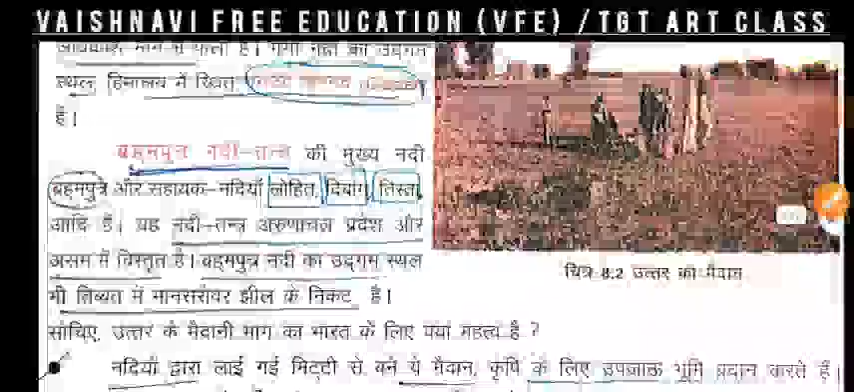 VAISHNAVI FREE EDUCATION (VFE) / TGT ART CLASS
स्थल हिमालय में स्थित
है।
ब्रह्मपुत्र नदी-तन्त्र की मुख्य नदी
ब्रह्मपुत्र और सहायक-नदियाँ लोहित, दिबांग, तिस्ता
आदि हैं। यह नदी-तन्त्र अरुणाचल प्रदेश और
असम में विस्तृत है। ब्रह्मपुत्र नदी का उद्गम स्थल
भी तिब्बत में मानसरोवर झील के निकट है।
चित्र 8.2 उत्तर का मैदान
सोचिए, उत्तर के मैदानी भाग का भारत के लिए क्या महत्व है ?
नदियों द्वारा लाई गई मिट्टी से बने ये मैदान, कृषि के लिए उपजाऊ भूमि प्रदान करते हैं।